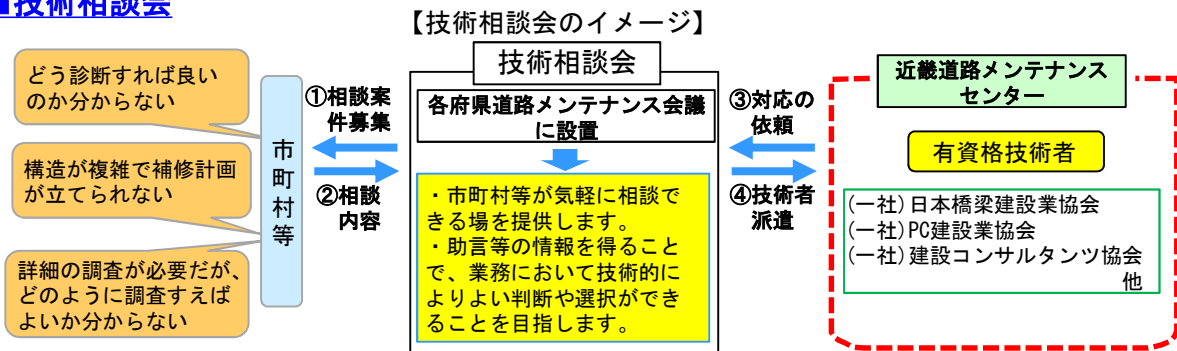 ■技術相談会
【技術相談会のイメージ】
どう診断すれば良い
のか分からない
構造が複雑で補修計画
が立てられない
詳細の調査が必要だが、
どのように調査すえば
よいか分からない
市
町
村
等
①相談案
件募集
②相談
内容
技術相談会
各府県道路メンテナンス会議
に設置
・市町村等が気軽に相談で
きる場を提供します。
・助言等の情報を得ること
で、業務において技術的に
よりよい判断や選択ができ
ることを目指します。
③対応の
依頼
④技術者
派遣
近畿道路メンテナンス
センター
有資格技術者
(一社)日本橋梁建設業協会
(一社)PC建設業協会
(一社)建設コンサルタンツ協会
他